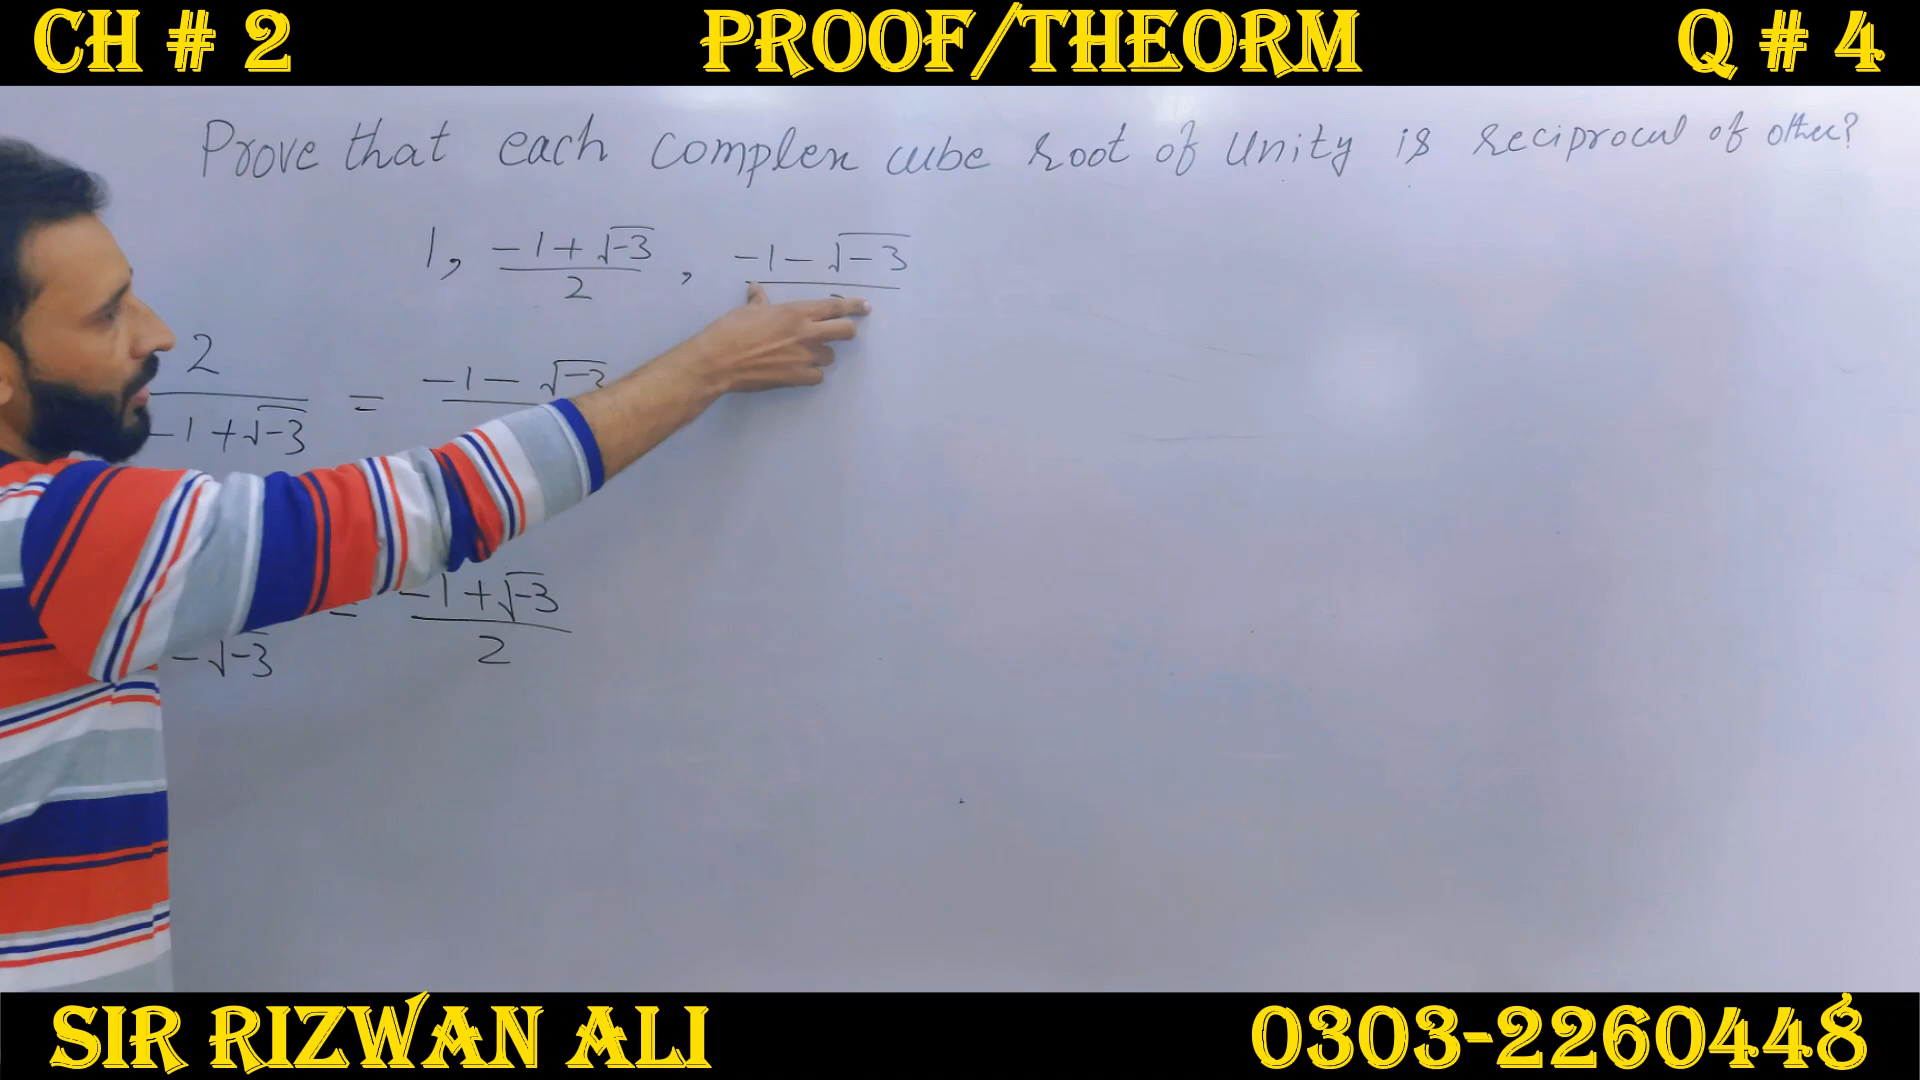 CH # 2 PROOF/THEORM Q # 4
Prove that each complex cube root of Unity is reciprocal of other?
1, (-1+√-3)/2 , (-1-√-3)/
2/(-1+√-3) = -1-√-3
-√-3 = (-1+√-3)/2
SIR RIZWAN ALI 0303-2260448